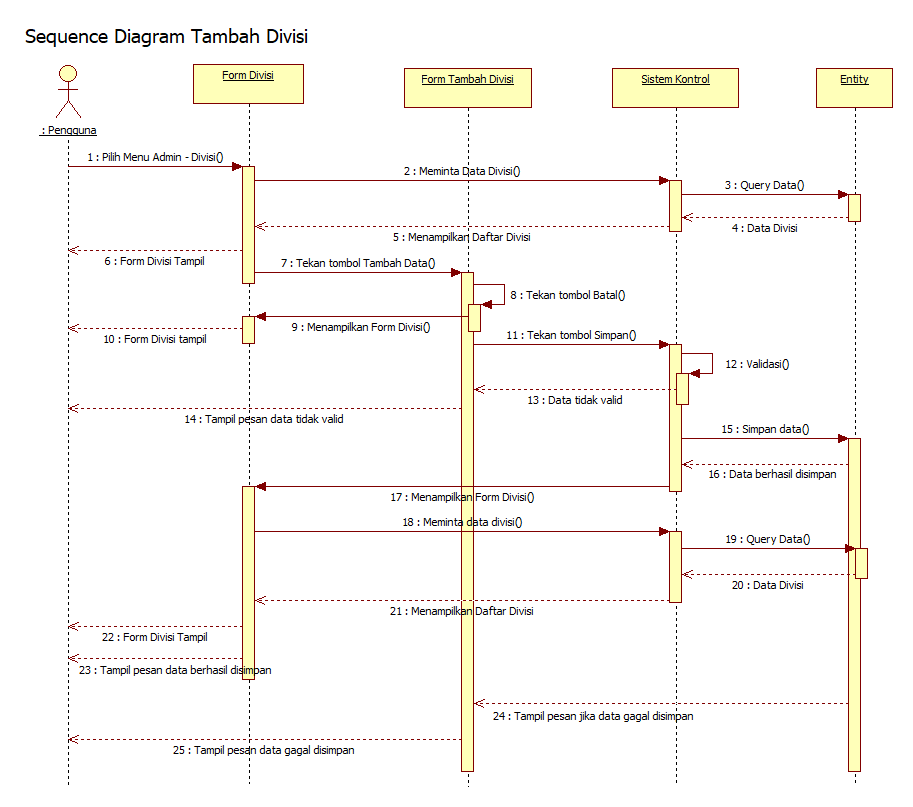 Sequence Diagram Tambah Divisi
Form Divisi
Form Tambah Divisi
Sistem Kontrol
Entity
: Pengguna
1 : Pilih Menu Admin - Divisi()
2 : Meminta Data Divisi()
3 : Query Data()
4 : Data Divisi
5 : Menampilkan Daftar Divisi
6 : Form Divisi Tampil
7 : Tekan tombol Tambah Data()
8 : Tekan tombol Batal()
9 : Menampilkan Form Divisi()
10 : Form Divisi tampil
11 : Tekan tombol Simpan()
12 : Validasi()
13 : Data tidak valid
14 : Tampil pesan data tidak valid
15 : Simpan data()
16 : Data berhasil disimpan
17 : Menampilkan Form Divisi()
18 : Meminta data divisi()
19 : Query Data()
20 : Data Divisi
21 : Menampilkan Daftar Divisi
22 : Form Divisi Tampil
23 : Tampil pesan data berhasil disimpan
24 : Tampil pesan jika data gagal disimpan
25 : Tampil pesan data gagal disimpan